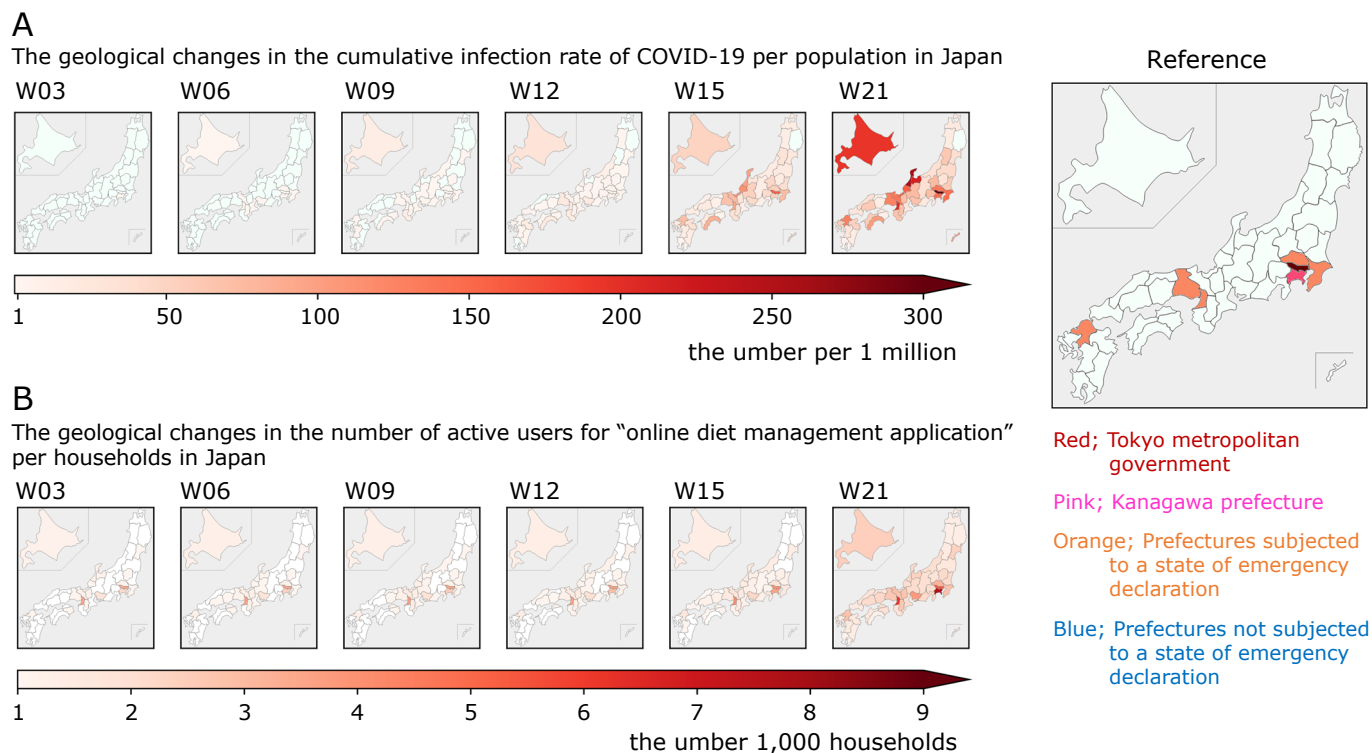 A
The geological changes in the cumulative infection rate of COVID-19 per population in Japan
W03 W06 W09 W12 W15 W21
1 50 100 150 200 250 300
the umber per 1 million
B
The geological changes in the number of active users for “online diet management application”
per households in Japan
W03 W06 W09 W12 W15 W21
1 2 3 4 5 6 7 8 9
the umber 1,000 households
Reference
Red; Tokyo metropolitan
government
Pink; Kanagawa prefecture
Orange; Prefectures subjected
to a state of emergency
declaration
Blue; Prefectures not subjected
to a state of emergency
declaration